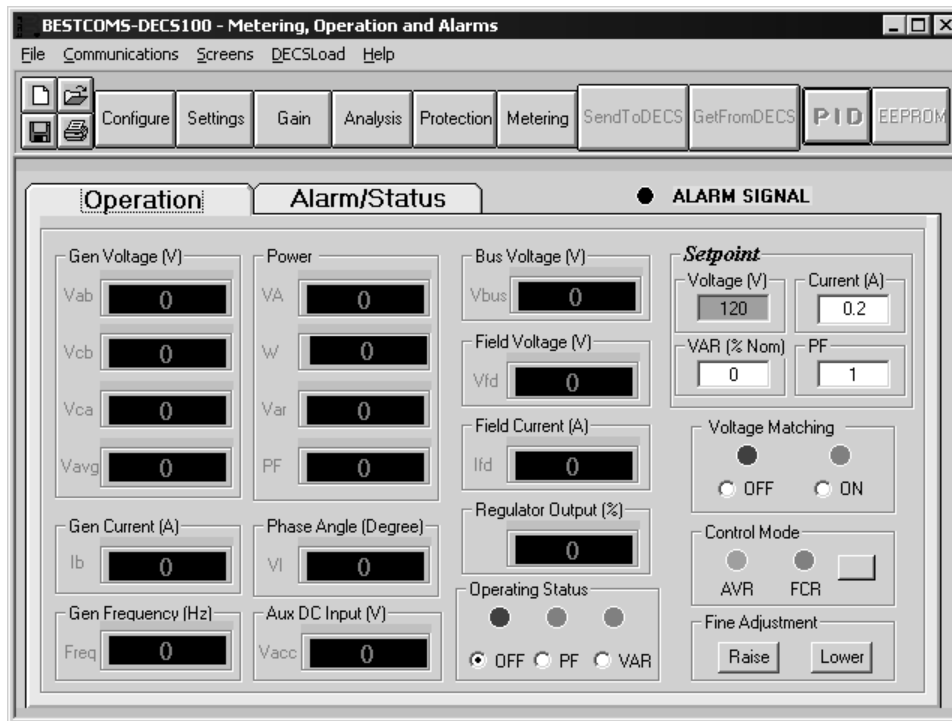 BESTCOMS-DECS100 - Metering, Operation and Alarms
File Communications Screens DECSLoad Help
Configure Settings Gain Analysis Protection Metering SendToDECS GetFromDECS PID EEPROM
Operation
Alarm/Status
ALARM SIGNAL
Gen Voltage (V)
Vab 0
Vcb 0
Vca 0
Vavg 0
Gen Current (A)
Ib 0
Gen Frequency (Hz)
Freq 0
Power
VA 0
W 0
Var 0
PF 0
Phase Angle (Degree)
VI 0
Aux DC Input (V)
Vacc 0
Bus Voltage (V)
Vbus 0
Field Voltage (V)
Vfd 0
Field Current (A)
Ifd 0
Regulator Output (%)
0
Operating Status
OFF PF VAR
Setpoint
Voltage (V)
120
Current (A)
0.2
VAR (% Nom)
0
PF
1
Voltage Matching
OFF ON
Control Mode
AVR FCR
Fine Adjustment
Raise Lower